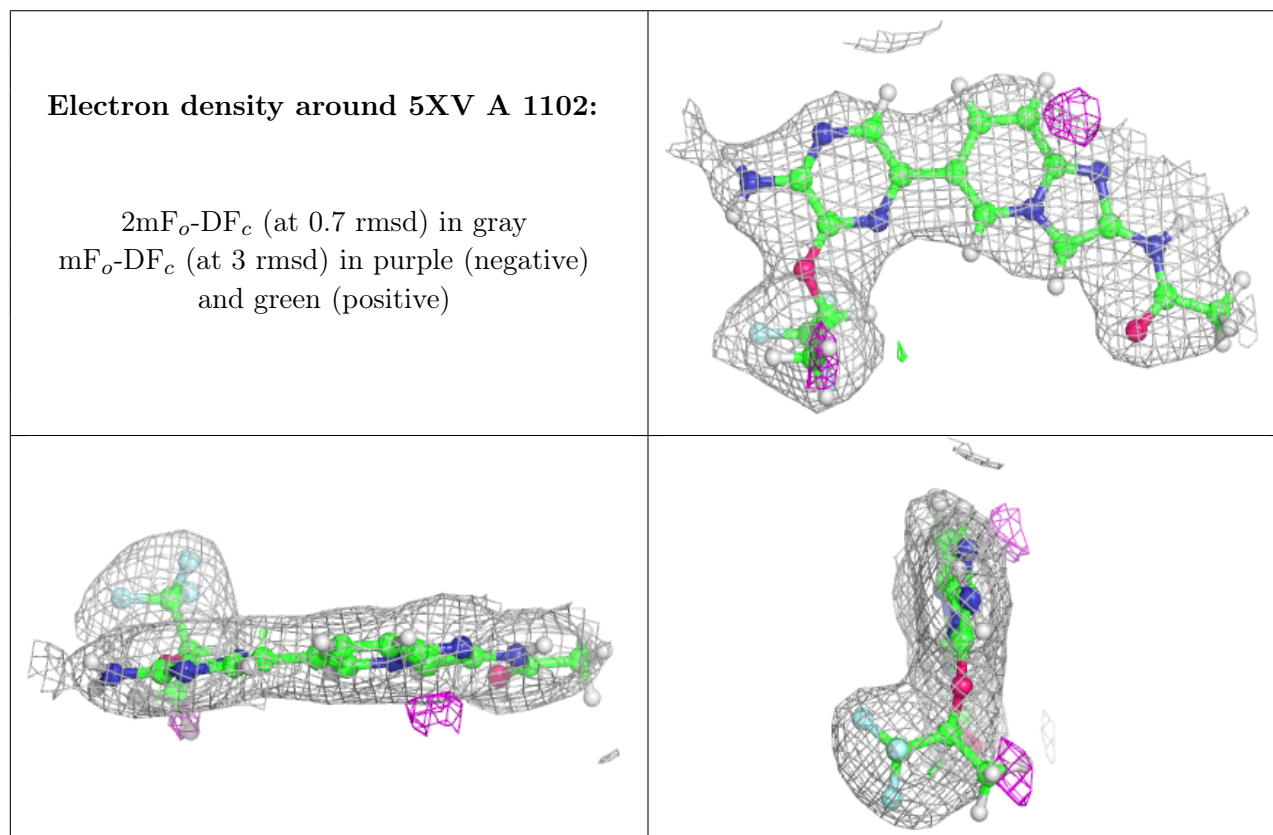 Electron density around 5XV A 1102:
2mFo-DFc (at 0.7 rmsd) in gray
mFo-DFc (at 3 rmsd) in purple (negative)
and green (positive)